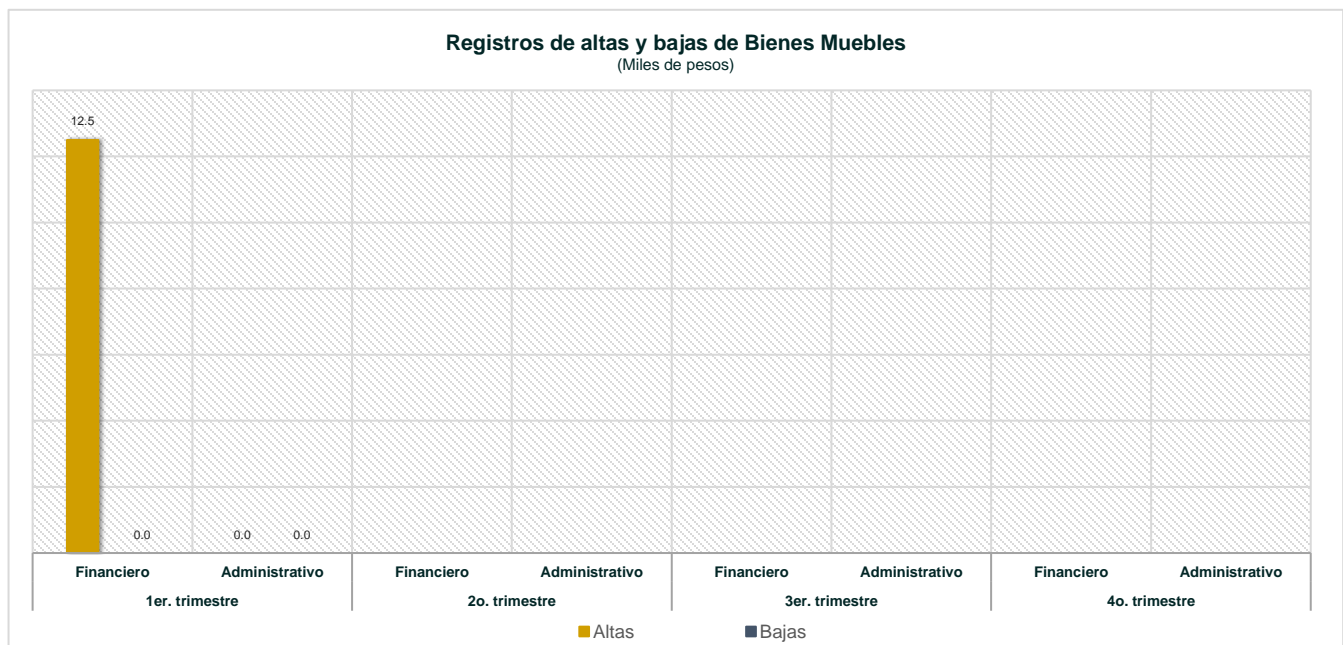 Registros de altas y bajas de Bienes Muebles
(Miles de pesos)
12.5
0.0 0.0 0.0
Financiero Administrativo Financiero Administrativo Financiero Administrativo Financiero Administrativo
1er. trimestre 2o. trimestre 3er. trimestre 4o. trimestre
Altas Bajas